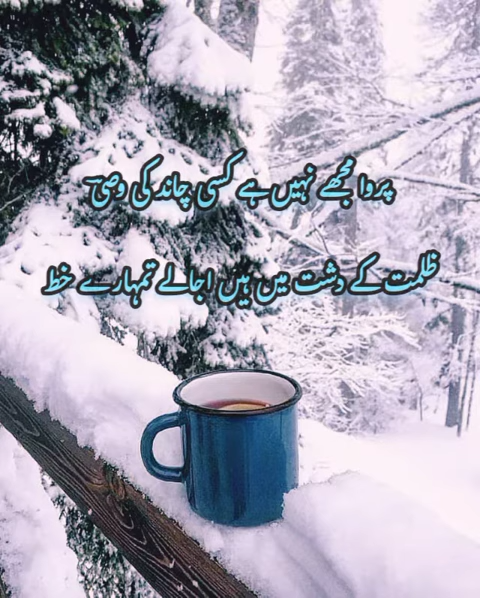 پروا مجھے نہیں ہے کسی چاند کی وصیؔ
ظلمت کے دشت میں ہیں اجالے تمہارے خط